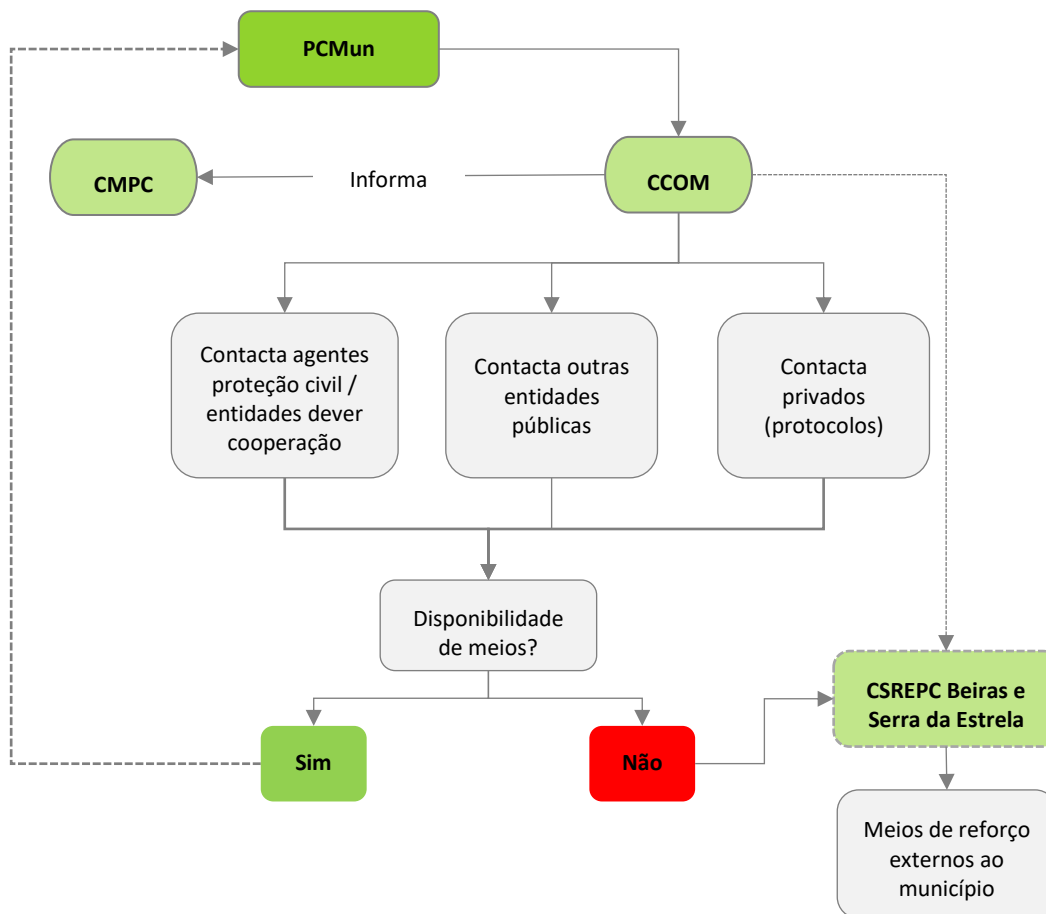 PCMun
CMPC
Informa
CCOM
Contacta agentes
proteção civil /
entidades dever
cooperação
Contacta outras
entidades
públicas
Contacta
privados
(protocolos)
Disponibilidade
de meios?
CSREPC Beiras e
Serra da Estrela
Sim
Não
Meios de reforço
externos ao
município